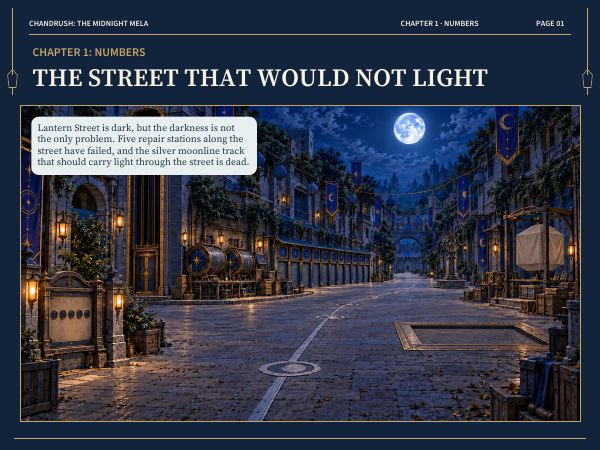 CHANDRUSH: THE MIDNIGHT MELA
CHAPTER 1 · NUMBERS
PAGE 01
CHAPTER 1: NUMBERS
THE STREET THAT WOULD NOT LIGHT
Lantern Street is dark, but the darkness is not
the only problem. Five repair stations along the
street have failed, and the silver moonline track
that should carry light through the street is dead.